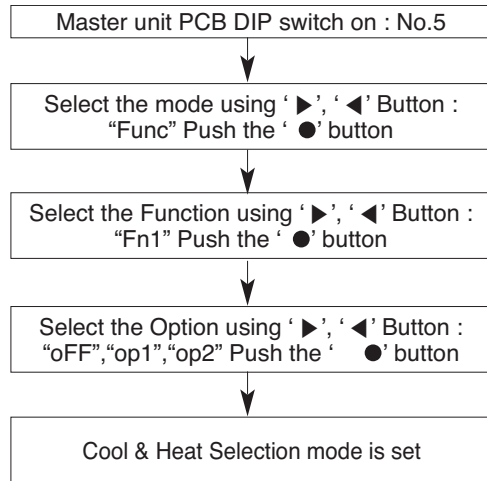 Master unit PCB DIP switch on : No.5
Select the mode using ‘ ▶’, ‘ ◀’ Button :
“Func” Push the ‘ ●’ button
Select the Function using ‘ ▶’, ‘ ◀’ Button :
“Fn1” Push the ‘ ●’ button
Select the Option using ‘ ▶’, ‘ ◀’ Button :
“oFF”,“op1”,“op2” Push the ‘ ●’ button
Cool & Heat Selection mode is set